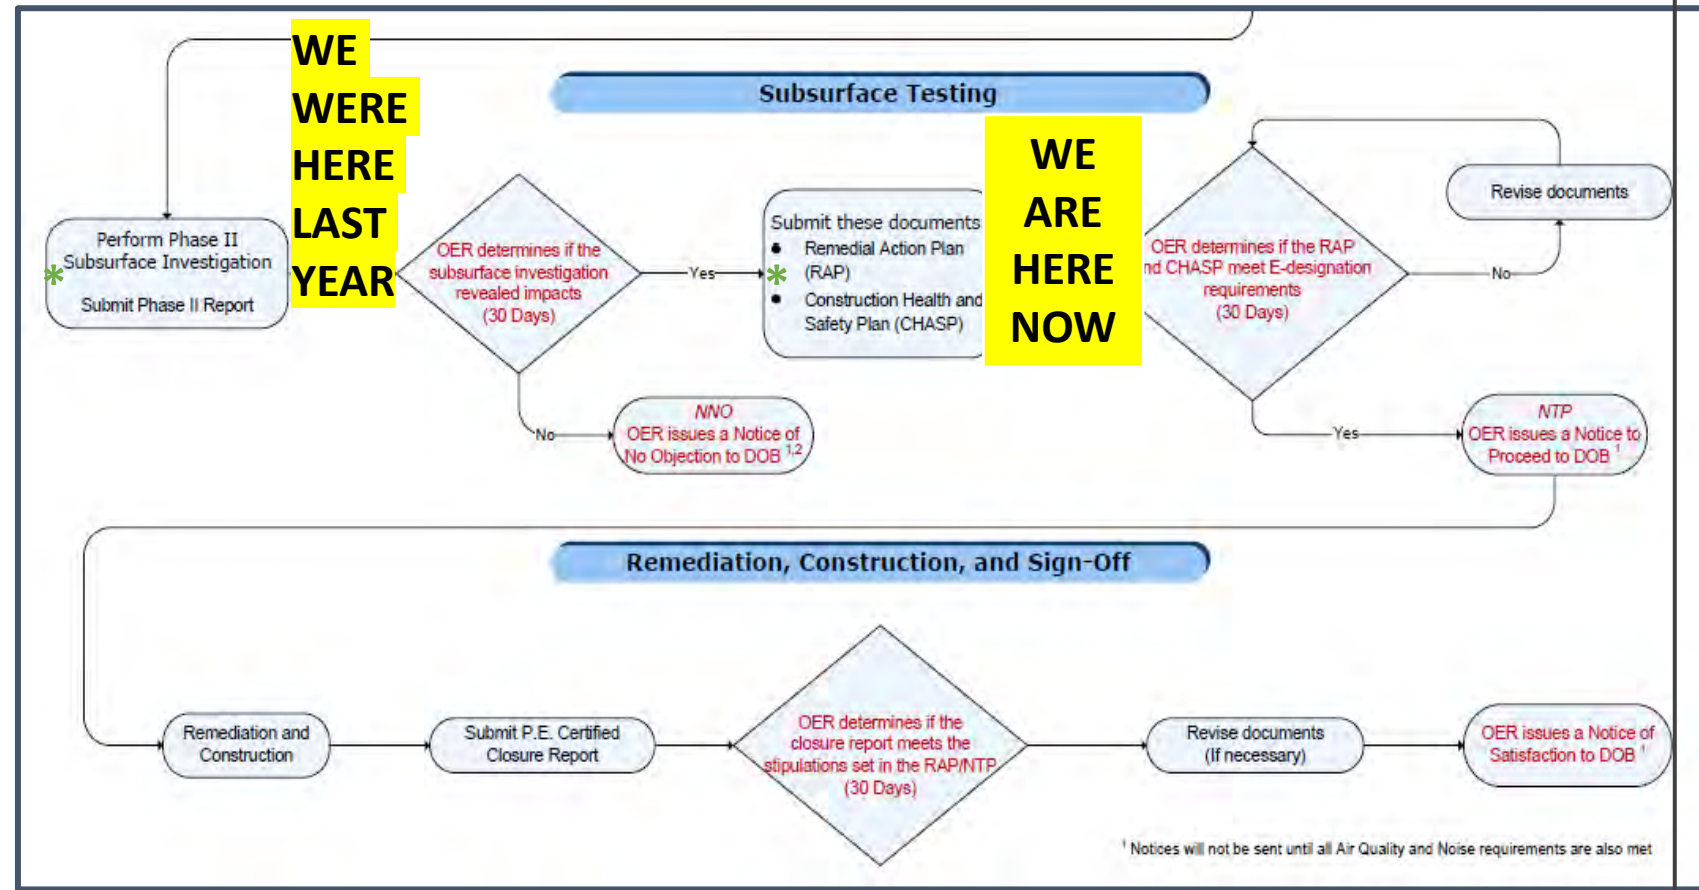 WE
WERE
HERE
LAST
YEAR
Subsurface Testing
WE
ARE
HERE
NOW
Revise documents
Perform Phase II
Subsurface Investigation
*
Submit Phase II Report
OER determines if the
subsurface investigation
revealed impacts
(30 Days)
Yes
Submit these documents
● Remedial Action Plan
(RAP)
*
● Construction Health and
Safety Plan (CHASP)
OER determines if the RAP
nd CHASP meet E-designation
requirements
(30 Days)
No
No
NNO
OER issues a Notice of
No Objection to DOB 1,2
Yes
NTP
OER issues a Notice to
Proceed to DOB 1
Remediation, Construction, and Sign-Off
Remediation and
Construction
Submit P.E. Certified
Closure Report
OER determines if the
closure report meets the
stipulations set in the RAP/NTP
(30 Days)
Revise documents
(If necessary)
OER issues a Notice of
Satisfaction to DOB 1
1 Notices will not be sent until all Air Quality and Noise requirements are also met